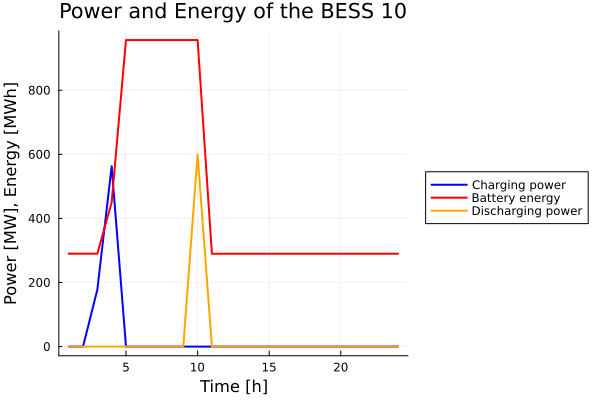 Power and Energy of the BESS 10
Power [MW], Energy [MWh]
800
600
400
200
0
5
10
15
20
Time [h]
Charging power
Battery energy
Discharging power